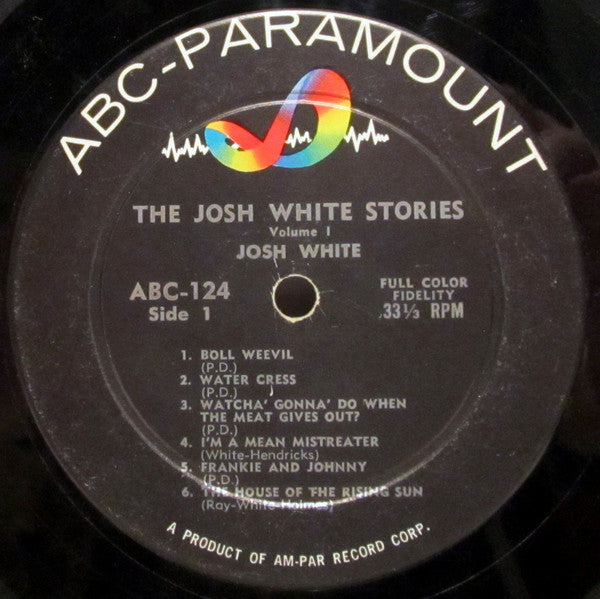 ABC-PARAMOUNT
THE JOSH WHITE STORIES
Volume 1
JOSH WHITE
ABC-124
Side 1
FULL COLOR
FIDELITY
33⅓ RPM
1. BOLL WEEVIL
(P.D.)
2. WATER CRESS
(P.D.)
3. WATCHA' GONNA' DO WHEN
THE MEAT GIVES OUT?
(P.D.)
4. I'M A MEAN MISTREATER
(White-Hendricks)
5. FRANKIE AND JOHNNY
(P.D.)
6. THE HOUSE OF THE RISING SUN
(Ray-White-Holmes)
A PRODUCT OF AM-PAR RECORD CORP.